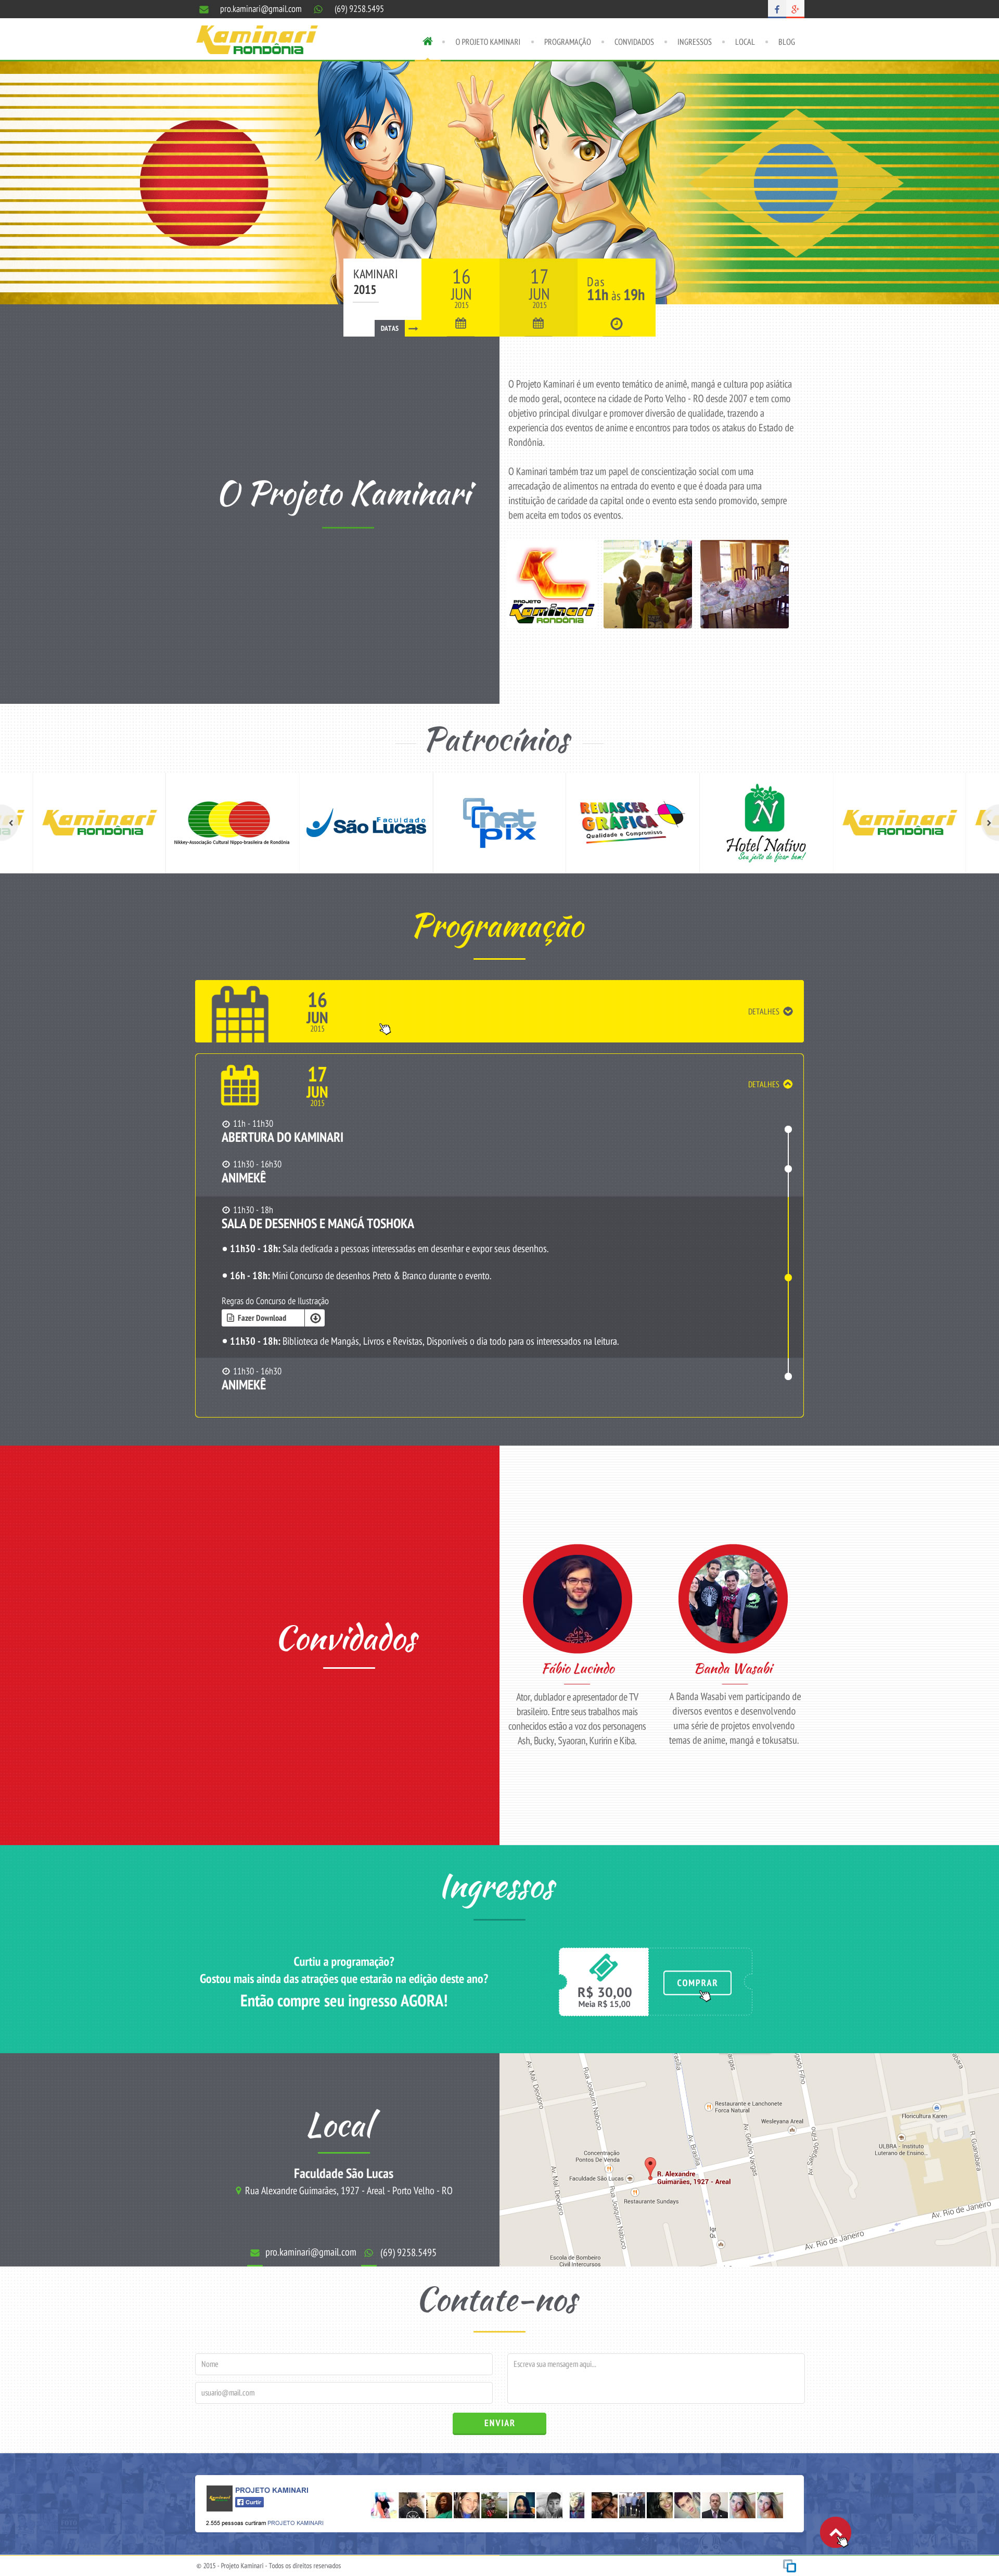 pro.kaminari@gmail.com (69) 9258.5495
Kaminari
RONDÔNIA
O PROJETO KAMINARI PROGRAMAÇÃO CONVIDADOS INGRESSOS LOCAL BLOG
KAMINARI
2015
DATAS
16
JUN
2015
17
JUN
2015
Das
11h às 19h
O Projeto Kaminari
O Projeto Kaminari é um evento temático de animê, mangá e cultura pop asiática
de modo geral, acontece na cidade de Porto Velho - RO desde 2007 e tem como
objetivo principal divulgar e promover diversão de qualidade, trazendo a
experiencia dos eventos de anime e encontros para todos os atakus do Estado de
Rondônia.
O Kaminari também traz um papel de conscientização social com uma
arrecadação de alimentos na entrada do evento e que é doada para uma
instituição de caridade da capital onde o evento esta sendo promovido, sempre
bem aceita em todos os eventos.
PROJETO
Kaminari
RONDÔNIA
Patrocínios
Kaminari
RONDÔNIA
Nikkey-Associação Cultural Nippo-brasileira de Rondônia
Faculdade
São Lucas
net
pix
RENASCER
GRÁFICA
Qualidade e Compromisso
N
Hotel Nativo
Seu jeito de ficar bem!
Kaminari
RONDÔNIA
Programação
16
JUN
2015
DETALHES
17
JUN
2015
DETALHES
11h - 11h30
ABERTURA DO KAMINARI
11h30 - 16h30
ANIMEKÊ
11h30 - 18h
SALA DE DESENHOS E MANGÁ TOSHOKA
11h30 - 18h: Sala dedicada a pessoas interessadas em desenhar e expor seus desenhos.
16h - 18h: Mini Concurso de desenhos Preto & Branco durante o evento.
Regras do Concurso de Ilustração
Fazer Download
11h30 - 18h: Biblioteca de Mangás, Livros e Revistas, Disponíveis o dia todo para os interessados na leitura.
11h30 - 16h30
ANIMEKÊ
Convidados
Fábio Lucindo
Ator, dublador e apresentador de TV
brasileiro. Entre seus trabalhos mais
conhecidos estão a voz dos personagens
Ash, Bucky, Syaoran, Kuririn e Kiba.
Banda Wasabi
A Banda Wasabi vem participando de
diversos eventos e desenvolvendo
uma série de projetos envolvendo
temas de anime, mangá e tokusatsu.
Ingressos
Curtiu a programação?
Gostou mais ainda das atrações que estarão na edição deste ano?
Então compre seu ingresso AGORA!
R$ 30,00
Meia R$ 15,00
COMPRAR
Local
Faculdade São Lucas
Rua Alexandre Guimarães, 1927 - Areal - Porto Velho - RO
pro.kaminari@gmail.com (69) 9258.5495
Av. Mal. Deodoro
Rua Joaquim Nabuco
Restaurante e Lanchonete
Forca Natural
Wesleyana Areal
Floricultura Karen
ULBRA - Instituto
Luterano de Ensino...
R. Guanabara
Av. Brasília
Av. Getúlio Vargas
Av. Salgado Filho
Concentração
Pontos De Venda
Faculdade São Lucas
R. Alexandre
Guimarães, 1927 - Areal
Restaurante Sundays
Av. Mal. Deodoro
Rua Joaquim Nabuco
Av. Rio de Janeiro
Av. Rio de Janeiro
Escola de Bombeiro
Civil Intercursos
Contate-nos
Nome
usuario@mail.com
Escreva sua mensagem aqui...
ENVIAR
PROJETO KAMINARI
Curtir
2.555 pessoas curtiram PROJETO KAMINARI
© 2015 - Projeto Kaminari - Todos os direitos reservados